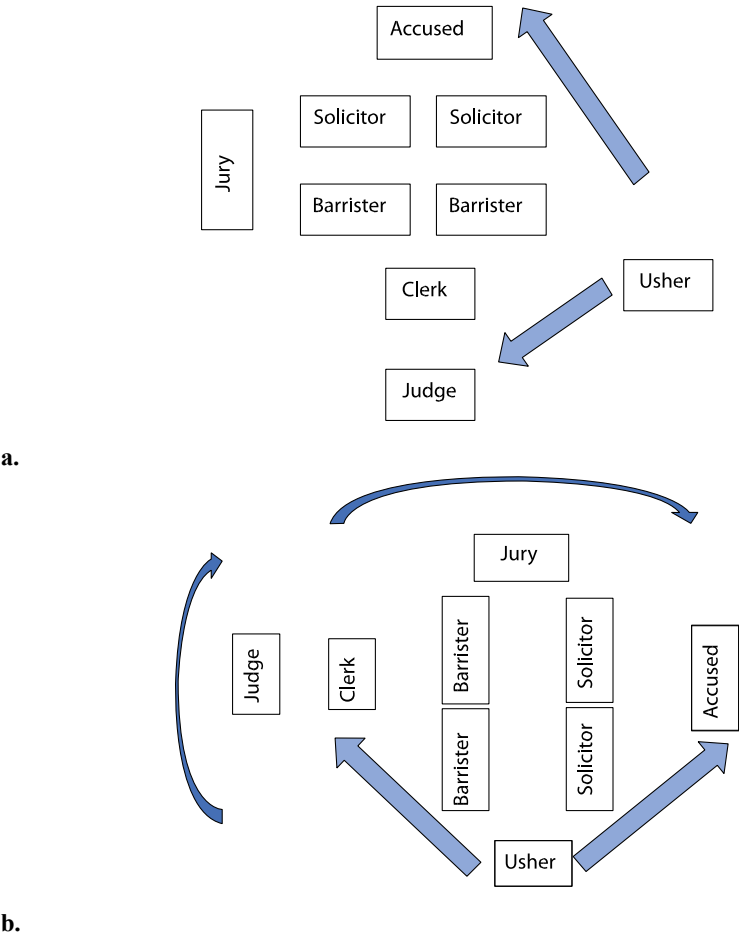 Accused
Solicitor Solicitor
Jury
Barrister Barrister
Clerk
Usher
Judge
a.
Jury
Judge
Clerk
Barrister
Solicitor
Accused
Barrister
Solicitor
Usher
b.